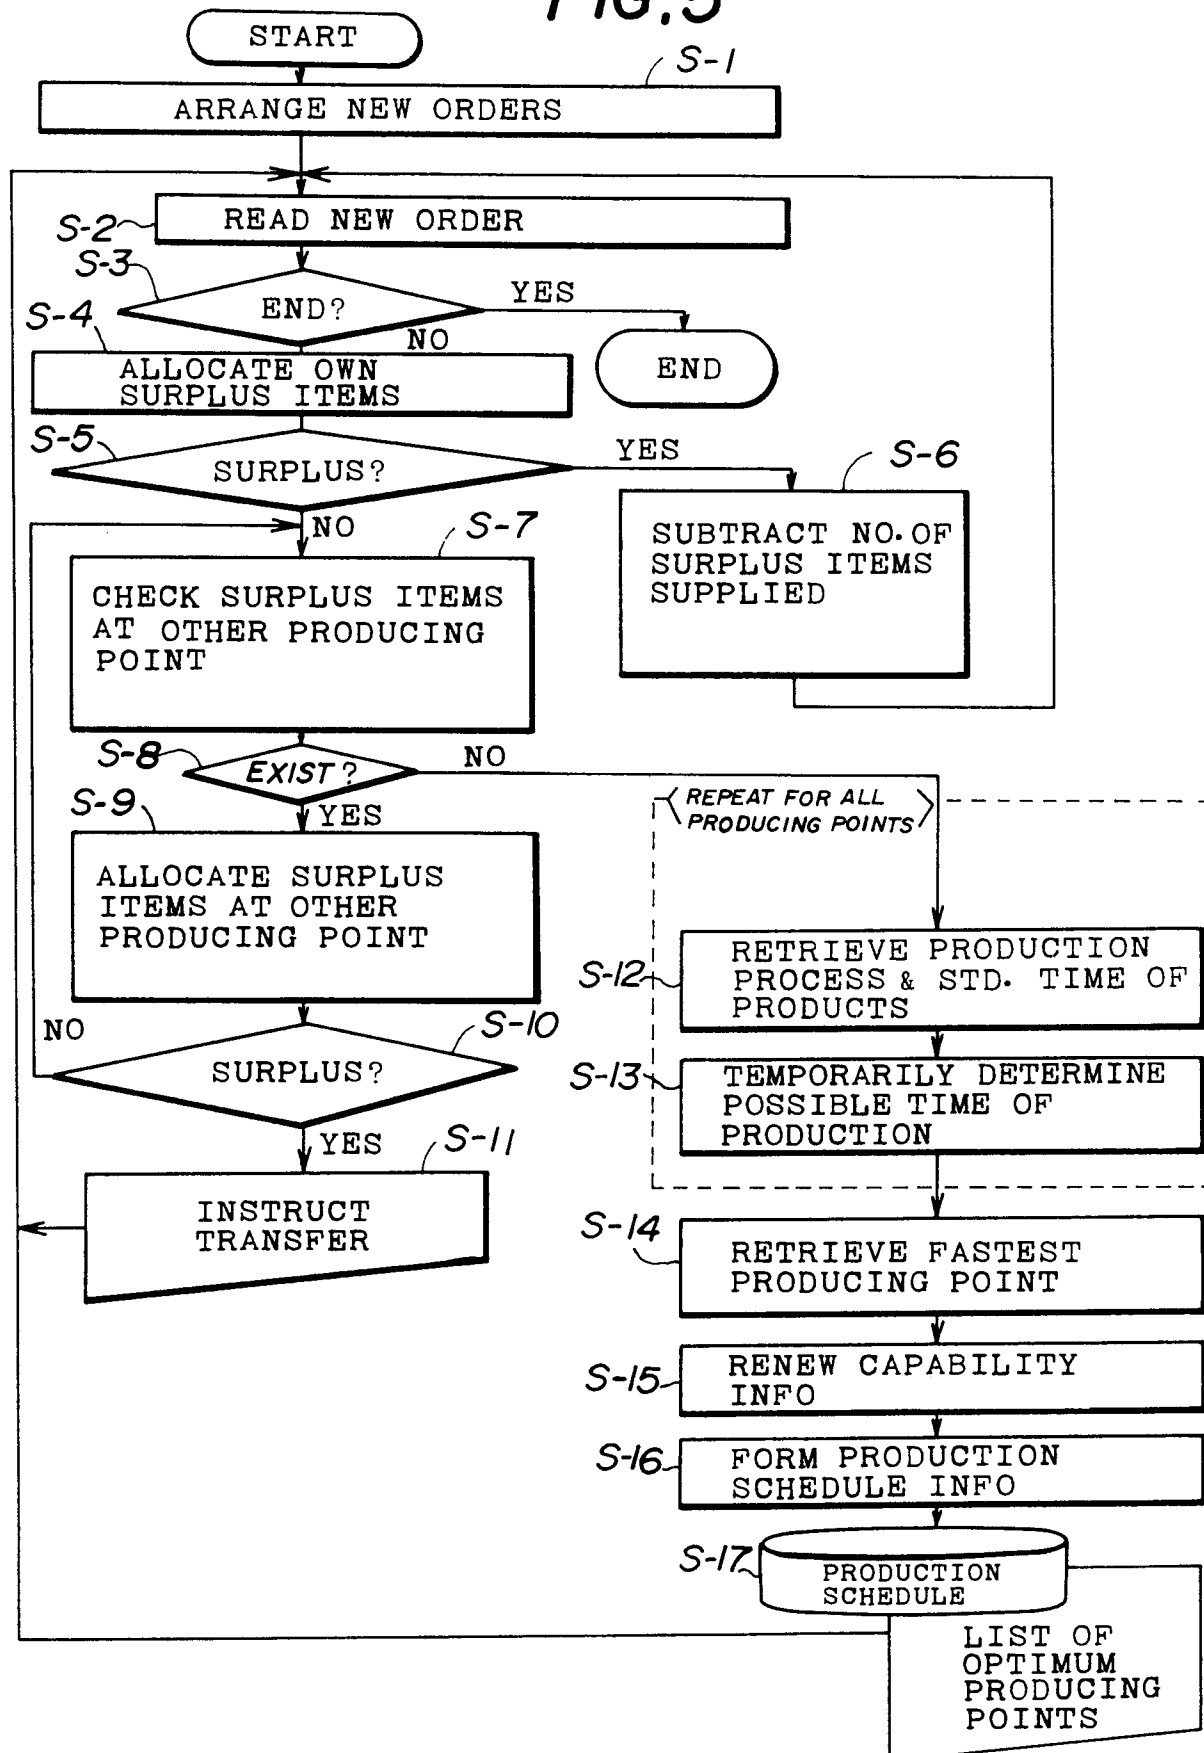 FIG. 5
START
S-1
ARRANGE NEW ORDERS
S-2
READ NEW ORDER
S-3
END?
YES
NO
END
S-4
ALLOCATE OWN
SURPLUS ITEMS
S-5
SURPLUS?
YES
NO
S-6
SUBTRACT NO. OF
SURPLUS ITEMS
SUPPLIED
S-7
CHECK SURPLUS ITEMS
AT OTHER PRODUCING
POINT
S-8
EXIST?
NO
YES
S-9
ALLOCATE SURPLUS
ITEMS AT OTHER
PRODUCING POINT
NO
S-10
SURPLUS?
YES
S-11
INSTRUCT
TRANSFER
REPEAT FOR ALL
PRODUCING POINTS
S-12
RETRIEVE PRODUCTION
PROCESS & STD. TIME OF
PRODUCTS
S-13
TEMPORARILY DETERMINE
POSSIBLE TIME OF
PRODUCTION
S-14
RETRIEVE FASTEST
PRODUCING POINT
S-15
RENEW CAPABILITY
INFO
S-16
FORM PRODUCTION
SCHEDULE INFO
S-17
PRODUCTION
SCHEDULE
LIST OF
OPTIMUM
PRODUCING
POINTS